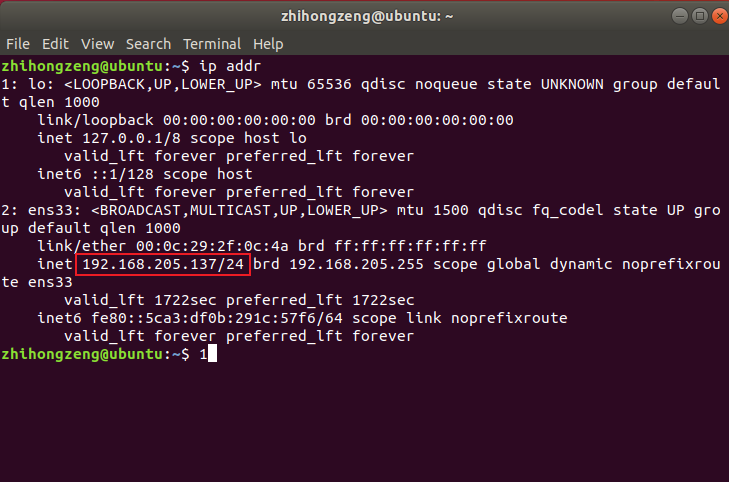 zhihongzeng@ubuntu: ~
File Edit View Search Terminal Help
zhihongzeng@ubuntu:~$ ip addr
1: lo: <LOOPBACK,UP,LOWER_UP> mtu 65536 qdisc noqueue state UNKNOWN group defaul
t qlen 1000
    link/loopback 00:00:00:00:00:00 brd 00:00:00:00:00:00
    inet 127.0.0.1/8 scope host lo
       valid_lft forever preferred_lft forever
    inet6 ::1/128 scope host
       valid_lft forever preferred_lft forever
2: ens33: <BROADCAST,MULTICAST,UP,LOWER_UP> mtu 1500 qdisc fq_codel state UP gro
up default qlen 1000
    link/ether 00:0c:29:2f:0c:4a brd ff:ff:ff:ff:ff:ff
    inet 192.168.205.137/24 brd 192.168.205.255 scope global dynamic noprefixrou
te ens33
       valid_lft 1722sec preferred_lft 1722sec
    inet6 fe80::5ca3:df0b:291c:57f6/64 scope link noprefixroute
       valid_lft forever preferred_lft forever
zhihongzeng@ubuntu:~$ 1